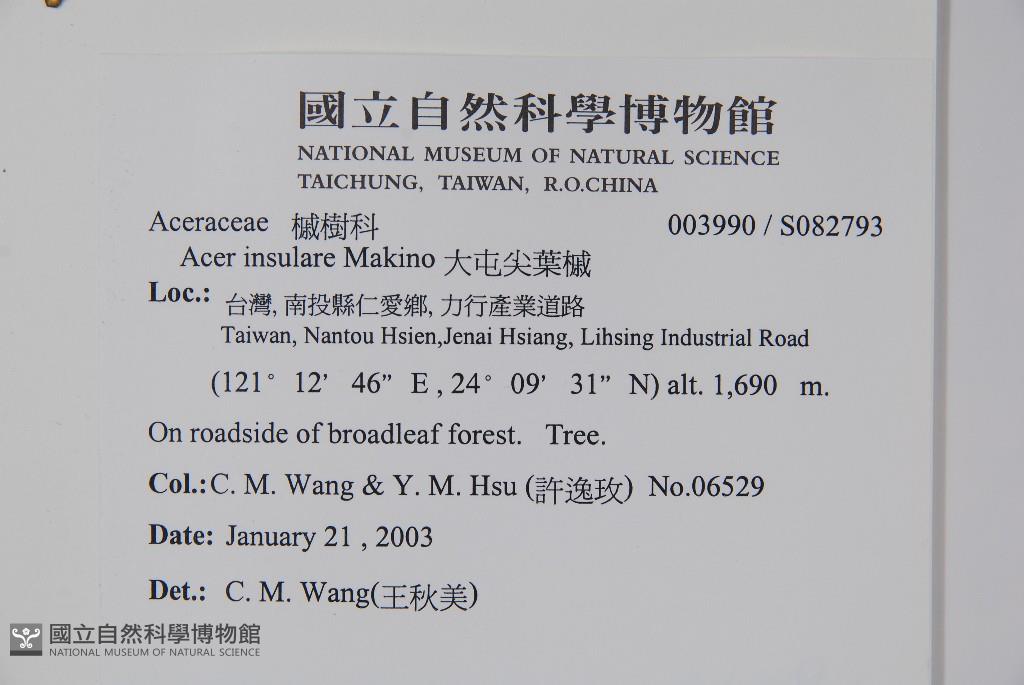 國立自然科學博物館
NATIONAL MUSEUM OF NATURAL SCIENCE
TAICHUNG, TAIWAN, R.O.CHINA
Aceraceae 槭樹科 003990 / S082793
Acer insulare Makino 大屯尖葉槭
Loc.: 台灣, 南投縣仁愛鄉, 力行產業道路
Taiwan, Nantou Hsien,Jenai Hsiang, Lihsing Industrial Road
(121° 12’ 46” E , 24° 09’ 31” N) alt. 1,690 m.
On roadside of broadleaf forest. Tree.
Col.: C. M. Wang & Y. M. Hsu (許逸玫) No.06529
Date: January 21 , 2003
Det.: C. M. Wang(王秋美)
國立自然科學博物館
NATIONAL MUSEUM OF NATURAL SCIENCE